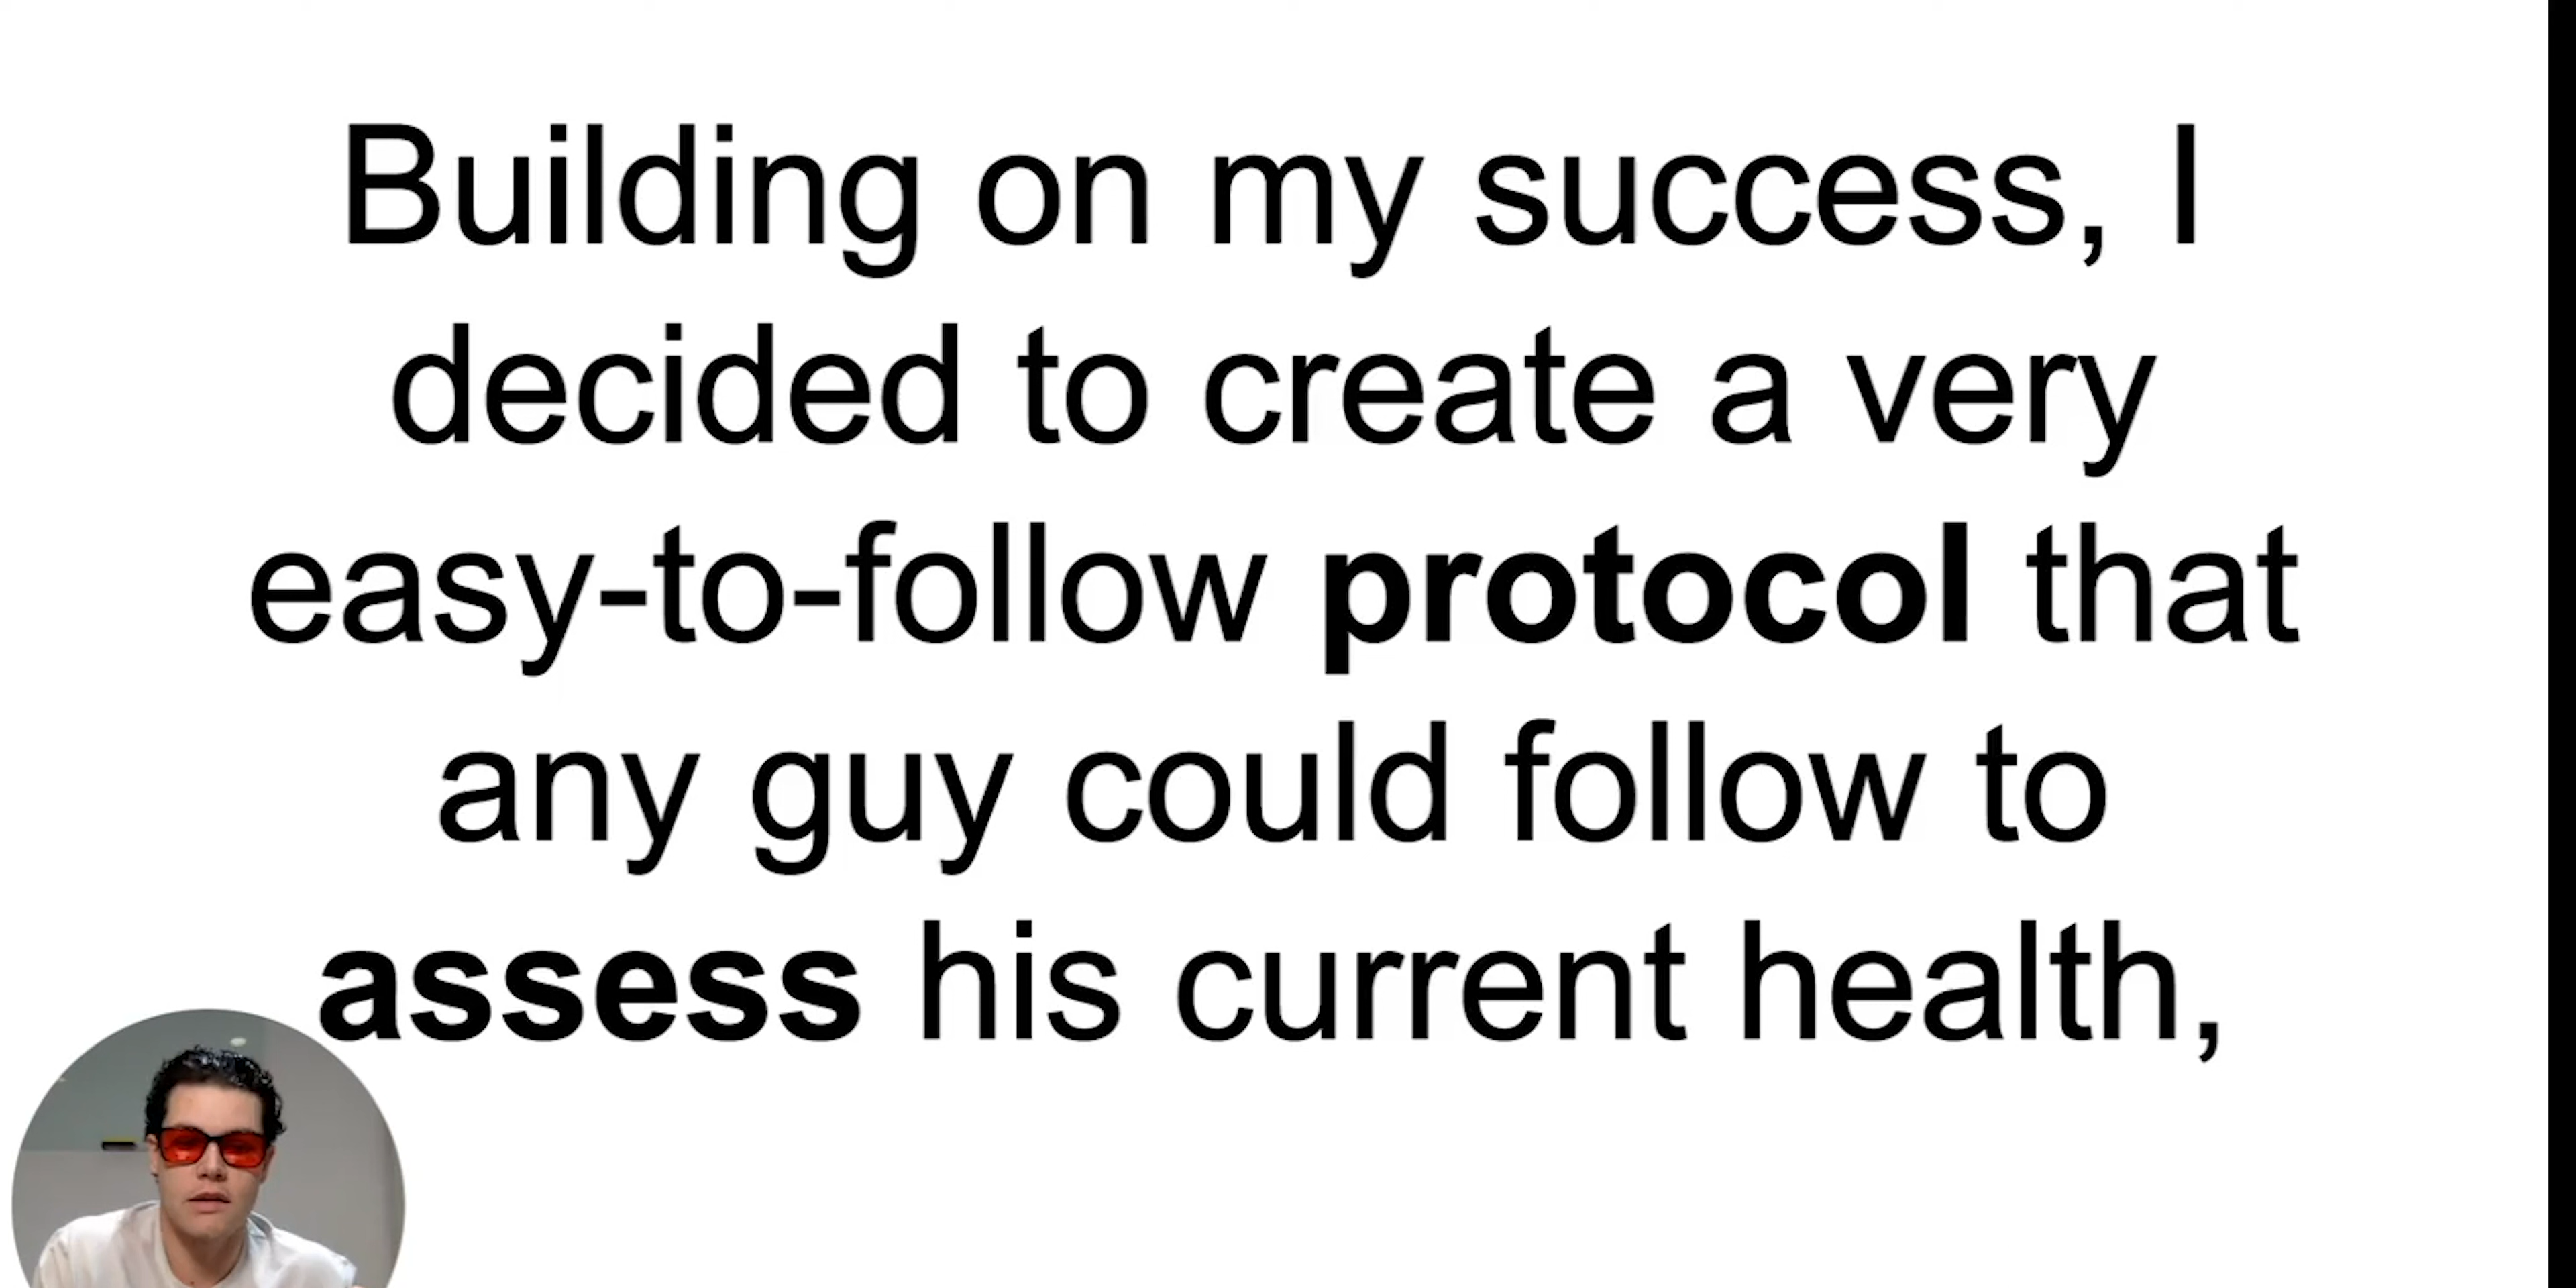 Building on my success, I
decided to create a very
easy-to-follow protocol that
any guy could follow to
assess his current health,